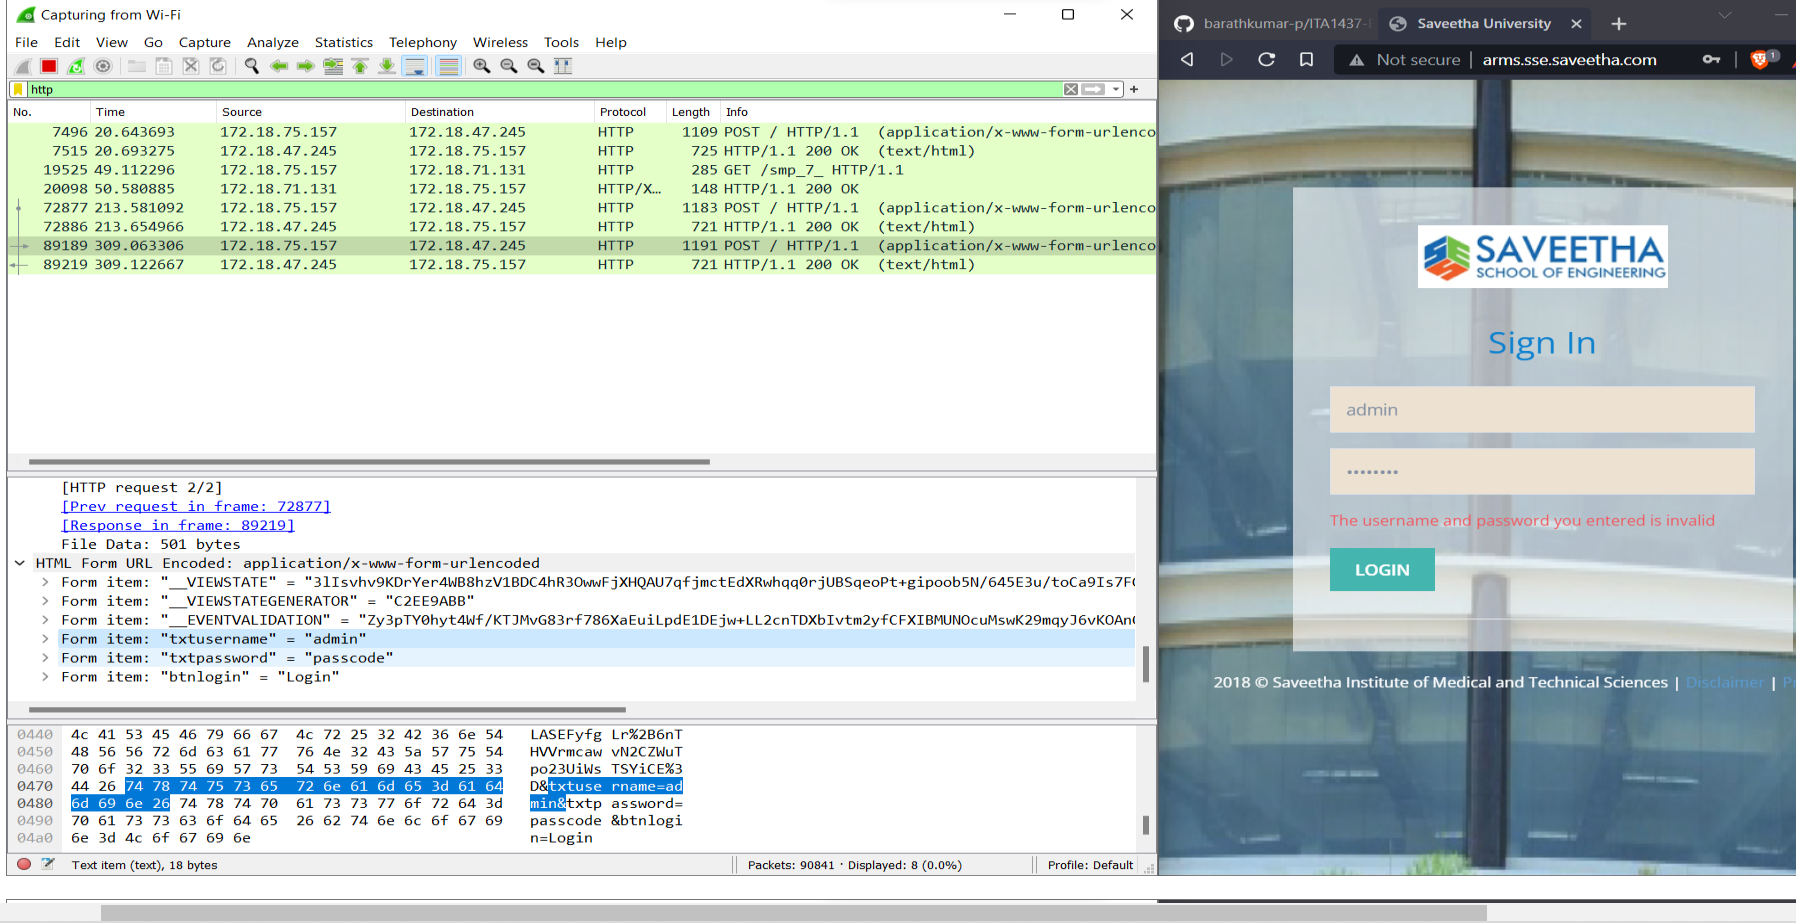 Capturing from Wi-Fi
File Edit View Go Capture Analyze Statistics Telephony Wireless Tools Help
http
No. Time Source Destination Protocol Length Info
7496 20.643693 172.18.75.157 172.18.47.245 HTTP 1109 POST / HTTP/1.1 (application/x-www-form-urlenco
7515 20.693275 172.18.47.245 172.18.75.157 HTTP 725 HTTP/1.1 200 OK (text/html)
19525 49.112296 172.18.75.157 172.18.71.131 HTTP 285 GET /smp_7_ HTTP/1.1
20098 50.580885 172.18.71.131 172.18.75.157 HTTP/X… 148 HTTP/1.1 200 OK
72877 213.581092 172.18.75.157 172.18.47.245 HTTP 1183 POST / HTTP/1.1 (application/x-www-form-urlenco
72886 213.654966 172.18.47.245 172.18.75.157 HTTP 721 HTTP/1.1 200 OK (text/html)
89189 309.063306 172.18.75.157 172.18.47.245 HTTP 1191 POST / HTTP/1.1 (application/x-www-form-urlenco
89219 309.122667 172.18.47.245 172.18.75.157 HTTP 721 HTTP/1.1 200 OK (text/html)
[HTTP request 2/2]
[Prev request in frame: 72877]
[Response in frame: 89219]
File Data: 501 bytes
HTML Form URL Encoded: application/x-www-form-urlencoded
Form item: "__VIEWSTATE" = "3lIsvhv9KDrYer4WB8hzV1BDC4hR3OwwFjXHQAU7qfjmctEdXRwhqq0rjUBSqeoPt+gipoob5N/645E3u/toCa9Is7F
Form item: "__VIEWSTATEGENERATOR" = "C2EE9ABB"
Form item: "__EVENTVALIDATION" = "Zy3pTY0hyt4Wf/KTJMvG83rf786XaEuiLpdE1DEjw+LL2cnTDXbIvtm2yfCFXIBMUNOcuMswK29mqyJ6vKOAn
Form item: "txtusername" = "admin"
Form item: "txtpassword" = "passcode"
Form item: "btnlogin" = "Login"
0440 4c 41 53 45 46 79 66 67 4c 72 25 32 42 36 6e 54 LASEFyfg Lr%2B6nT
0450 48 56 56 72 6d 63 61 77 76 4e 32 43 5a 57 75 54 HVVrmcaw vN2CZWuT
0460 70 6f 32 33 55 69 57 73 54 53 59 69 43 45 25 33 po23UiWs TSYiCE%3
0470 44 26 74 78 74 75 73 65 72 6e 61 6d 65 3d 61 64 D&txtuse rname=ad
0480 6d 69 6e 26 74 78 74 70 61 73 73 77 6f 72 64 3d min&txtp assword=
0490 70 61 73 73 63 6f 64 65 26 62 74 6e 6c 6f 67 69 passcode &btnlogi
04a0 6e 3d 4c 6f 67 69 6e n=Login
Text item (text), 18 bytes Packets: 90841 · Displayed: 8 (0.0%) Profile: Default
barathkumar-p/ITA1437- Saveetha University
Not secure | arms.sse.saveetha.com
1
SAVEETHA
SCHOOL OF ENGINEERING
Sign In
admin
••••••••
The username and password you entered is invalid
LOGIN
2018 © Saveetha Institute of Medical and Technical Sciences | Disclaimer | P